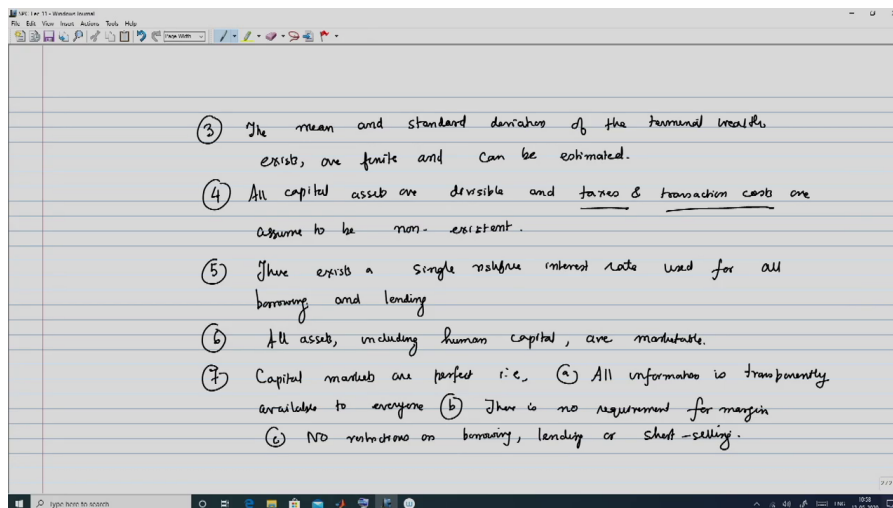 SPC Lec 11 - Windows Journal
File Edit View Insert Actions Tools Help
Page Width
③ The mean and standard deviation of the terminal wealth
exists, are finite and can be estimated.
④ All capital assets are divisible and taxes & transaction costs are
assume to be non-existent.
⑤ There exists a single riskfree interest rate used for all
borrowing and lending
⑥ All assets, including human capital, are marketable.
⑦ Capital markets are perfect i.e, ⓐ All information is transparently
available to everyone ⓑ There is no requirement for margin
ⓒ No restrictions on borrowing, lending or short-selling.
2/2
Type here to search
ENG
10:58